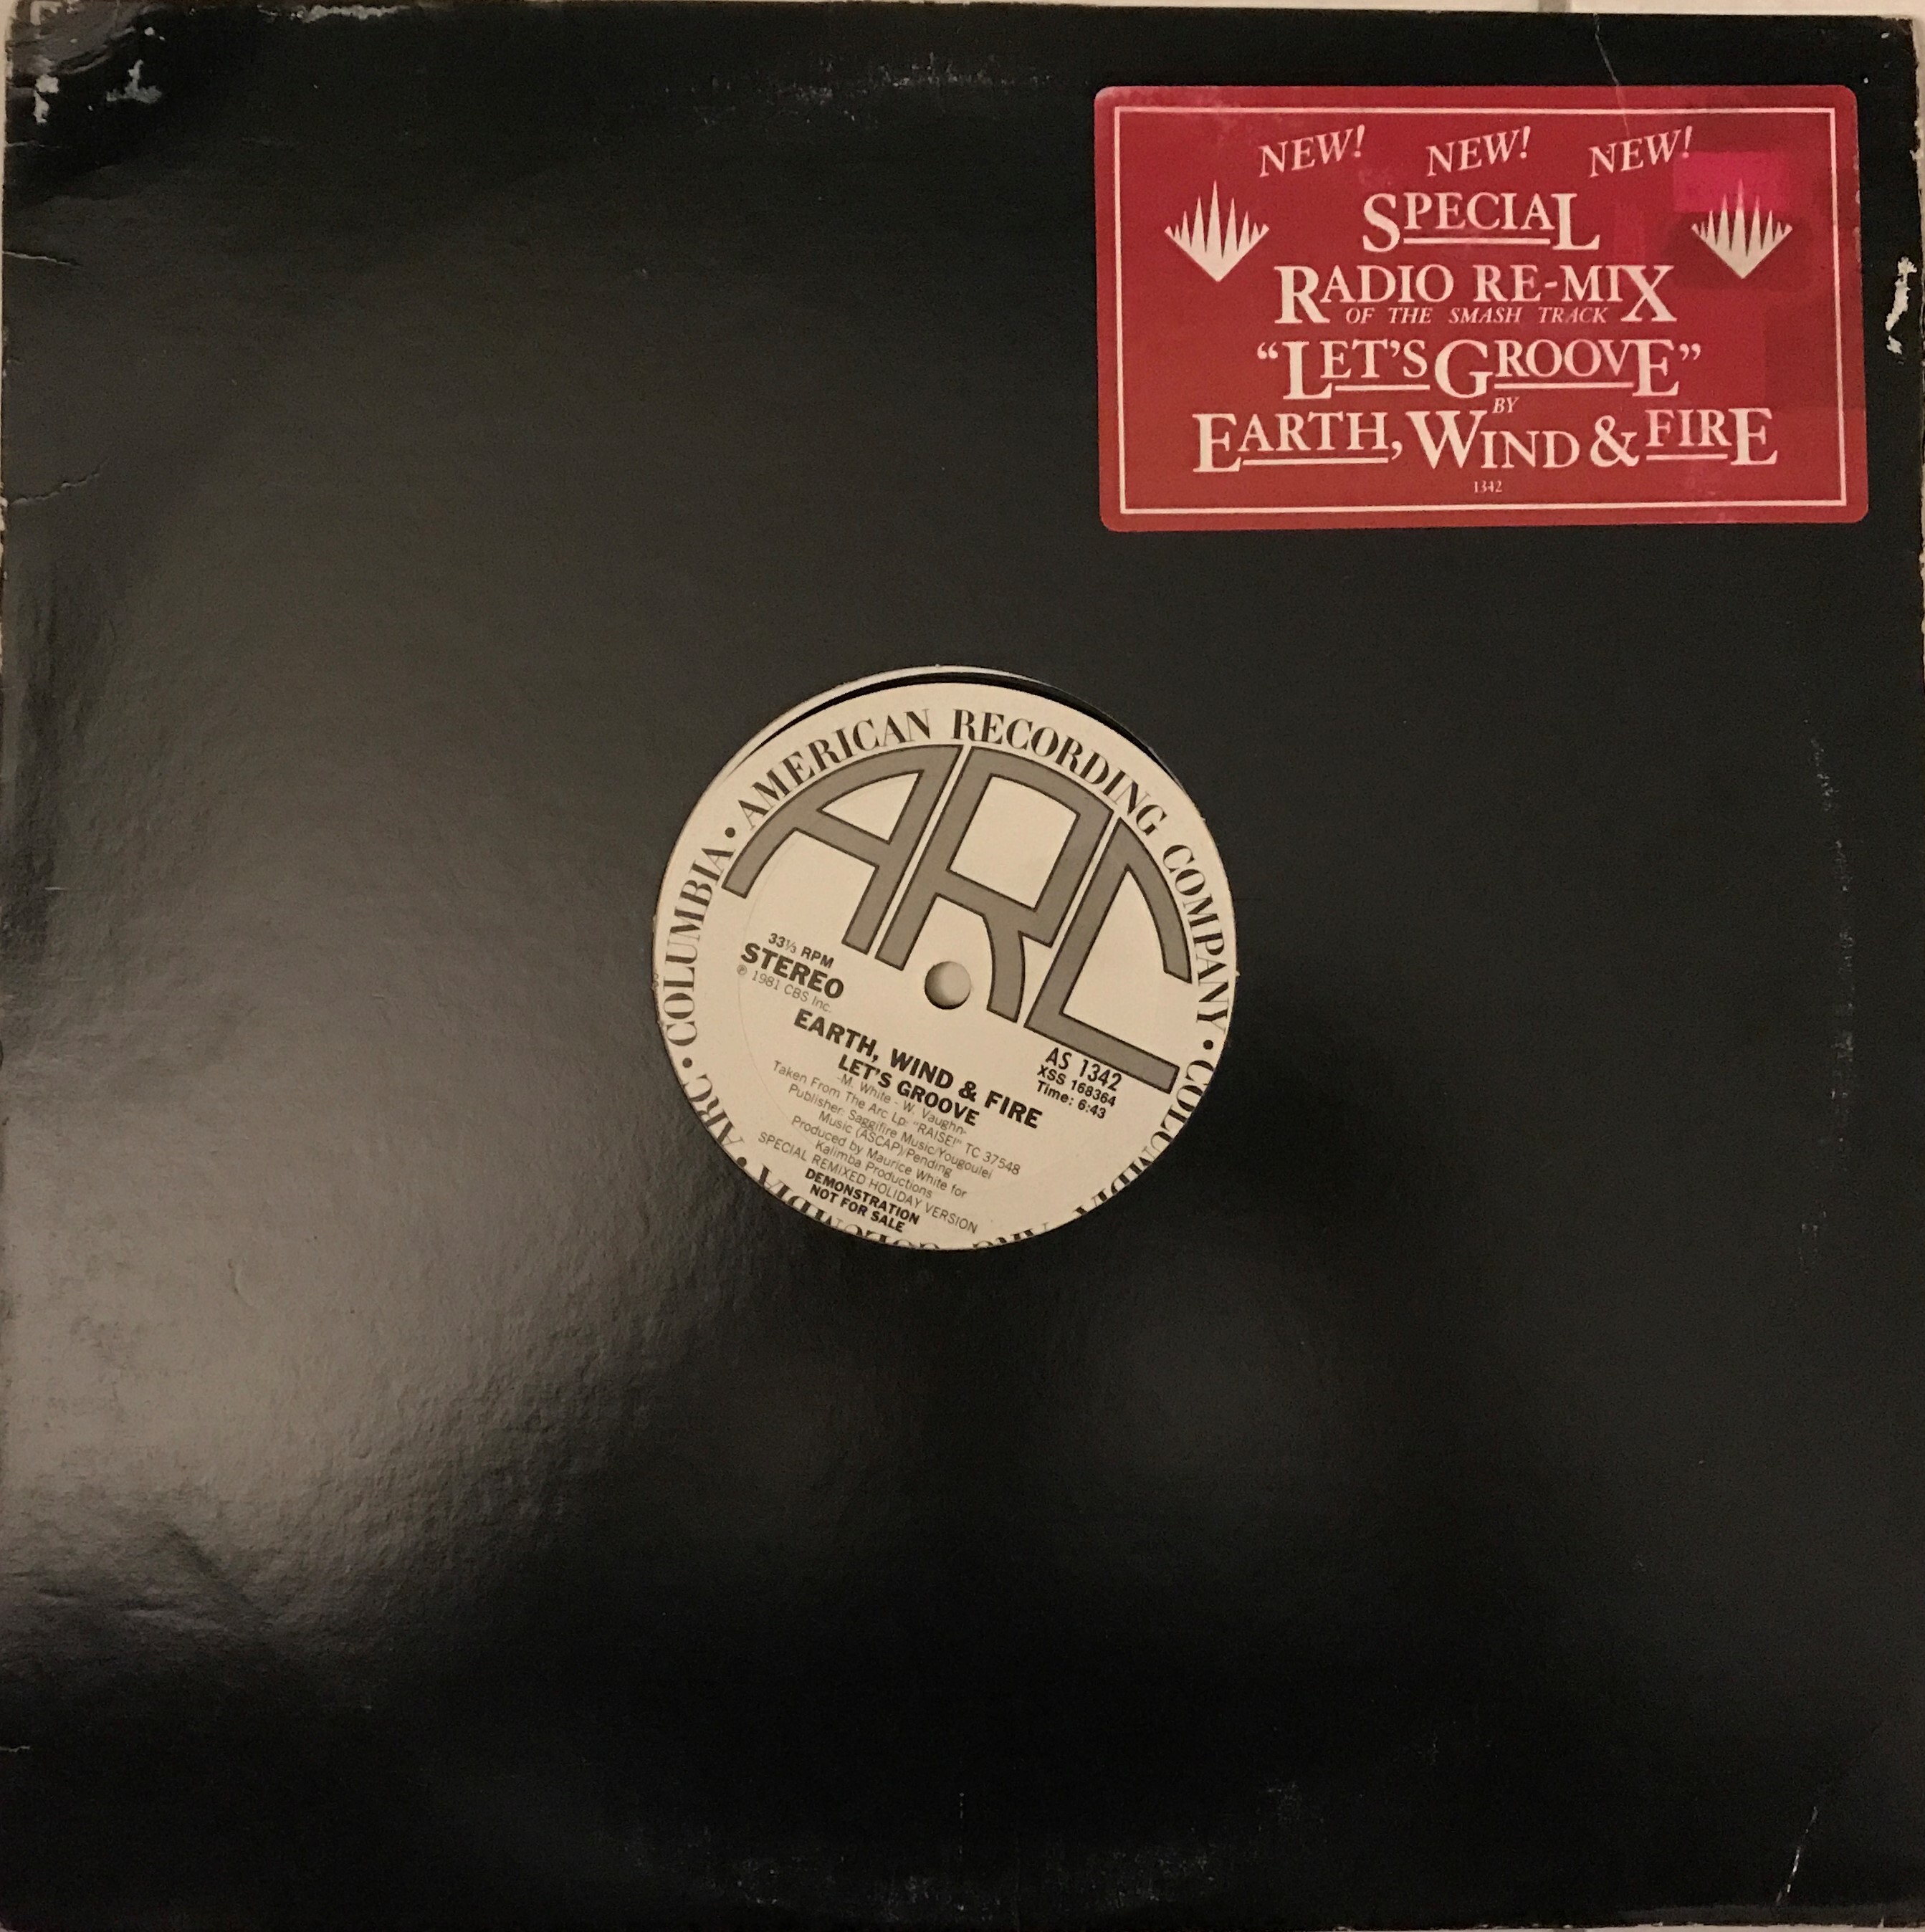 NEW! NEW! NEW!
SPECIAL
RADIO RE-MIX
OF THE SMASH TRACK
“LET'S GROOVE”
BY
EARTH, WIND & FIRE
1342
COLUMBIA • AMERICAN RECORDING COMPANY • COLUMBIA • ARC • COLUMBIA • ARC •
ARC
33⅓ RPM
STEREO
℗ 1981 CBS Inc.
AS 1342
XSS 168364
Time: 6:43
EARTH, WIND & FIRE
LET'S GROOVE
-M. White - W. Vaughn-
Taken From The Arc Lp: "RAISE!" TC 37548
Publisher: Saggifire Music/Yougoulei
Music (ASCAP)/Pending
Produced by Maurice White for
Kalimba Productions
SPECIAL REMIXED HOLIDAY VERSION
DEMONSTRATION
NOT FOR SALE